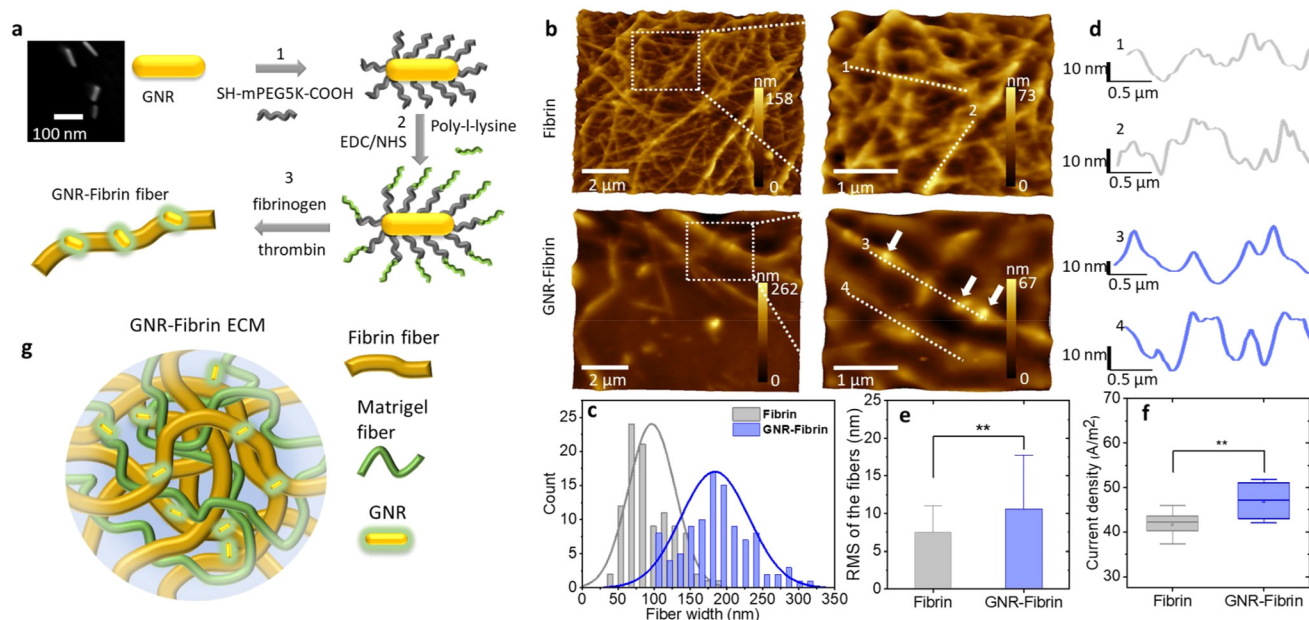 a
1
GNR
SH-mPEG5K-COOH
100 nm
2
EDC/NHS
Poly-l-lysine
3
fibrinogen
thrombin
GNR-Fibrin fiber
b
Fibrin
nm
158
2 µm
0
1
2
nm
73
1 µm
0
GNR-Fibrin
nm
262
2 µm
0
3
4
nm
67
1 µm
0
d
1
10 nm
0.5 µm
2
10 nm
0.5 µm
3
10 nm
0.5 µm
4
10 nm
0.5 µm
g
GNR-Fibrin ECM
Fibrin fiber
Matrigel
fiber
GNR
c
Fibrin
GNR-Fibrin
Count
25
20
15
10
5
0
0 50 100 150 200 250 300 350
Fiber width (nm)
e
**
RMS of the fibers (nm)
25
20
15
10
5
0
Fibrin GNR-Fibrin
f
**
Current density (A/m²)
70
60
50
40
30
Fibrin GNR-Fibrin